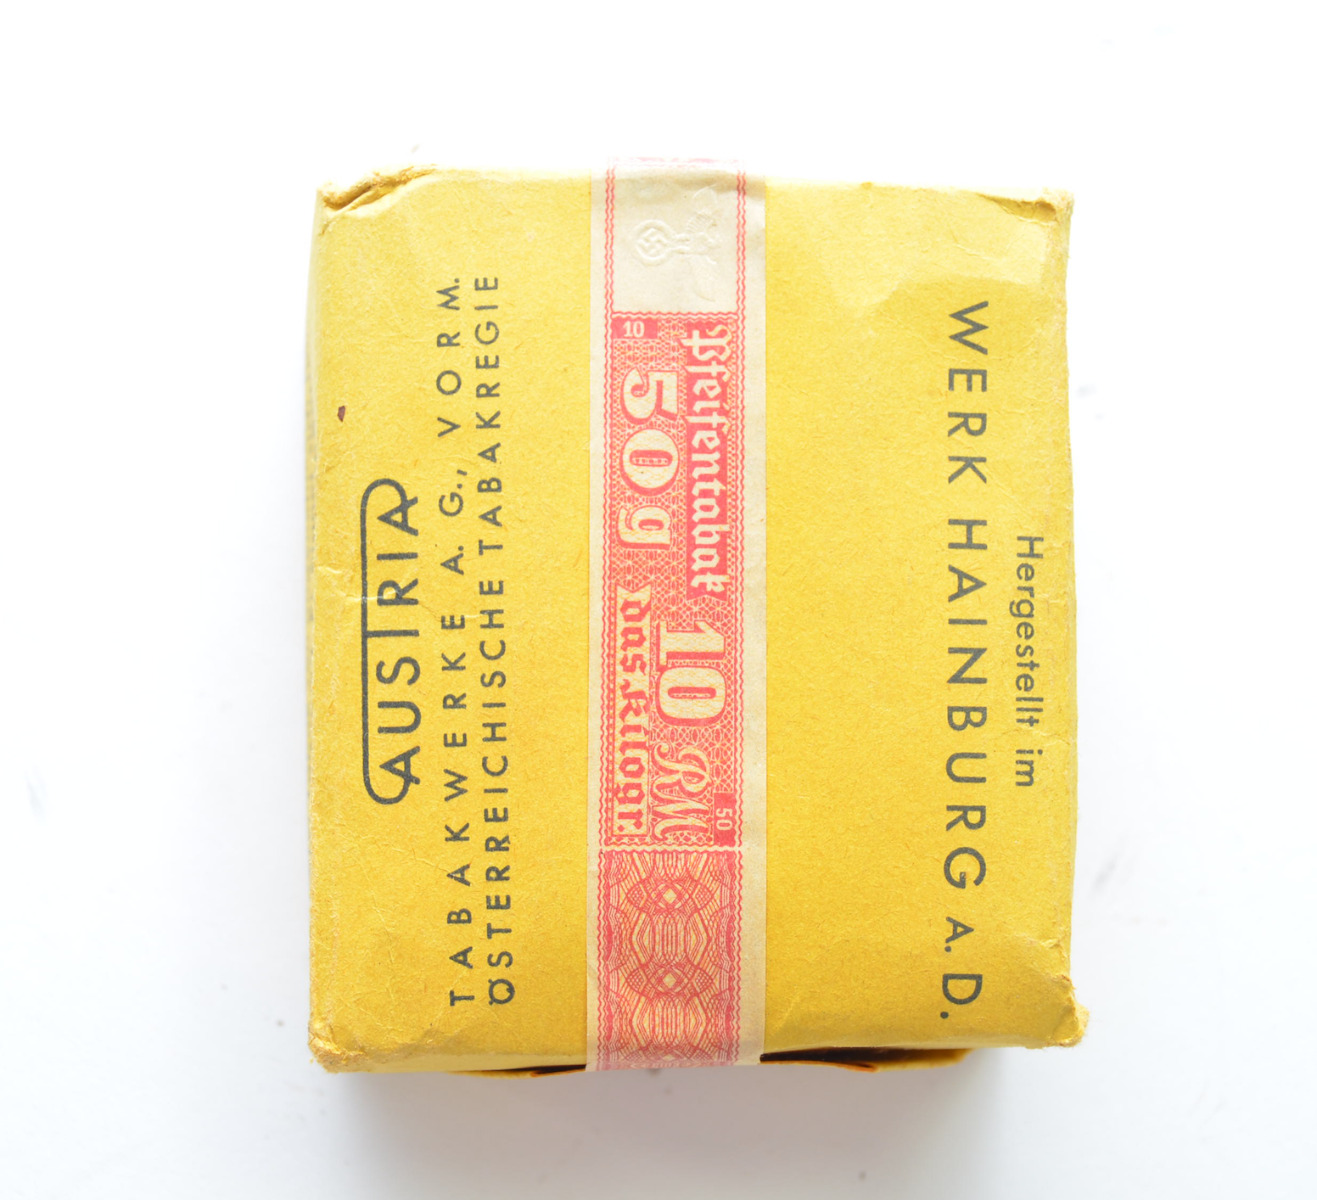 AUSTRIA
TABAKWERKE A. G., VORM.
ÖSTERREICHISCHE TABAKREGIE
10
Pfeifentabak
50g
10 RM
das Kilogr.
50
Hergestellt im
WERK HAINBURG A. D.